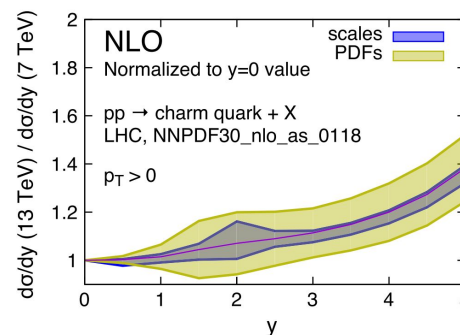 dσ/dy (13 TeV) / dσ/dy (7 TeV)
2
1.8
1.6
1.4
1.2
1
NLO
Normalized to y=0 value
pp → charm quark + X
LHC, NNPDF30_nlo_as_0118
p_T > 0
scales
PDFs
0
1
2
3
4
y